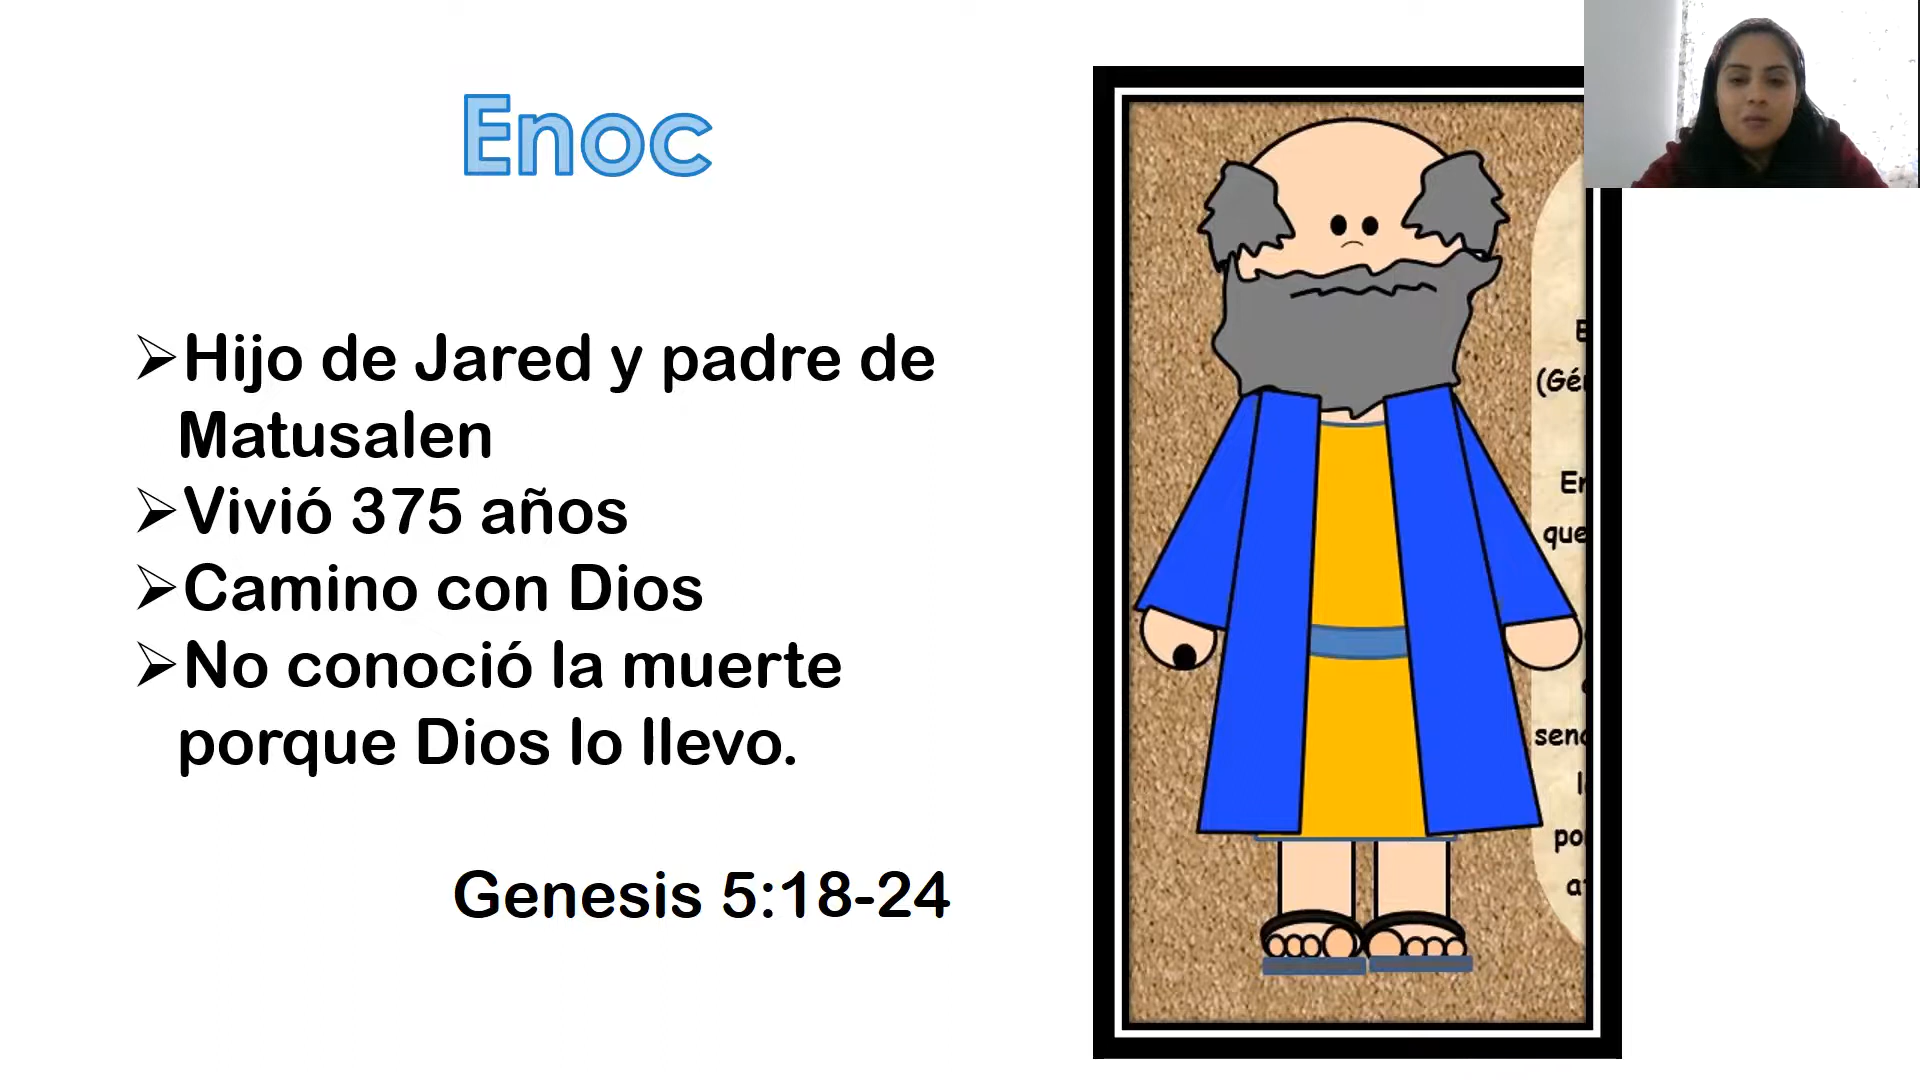 Enoc
➢Hijo de Jared y padre de
Matusalen
➢Vivió 375 años
➢Camino con Dios
➢No conoció la muerte
porque Dios lo llevo.
Genesis 5:18-24
que